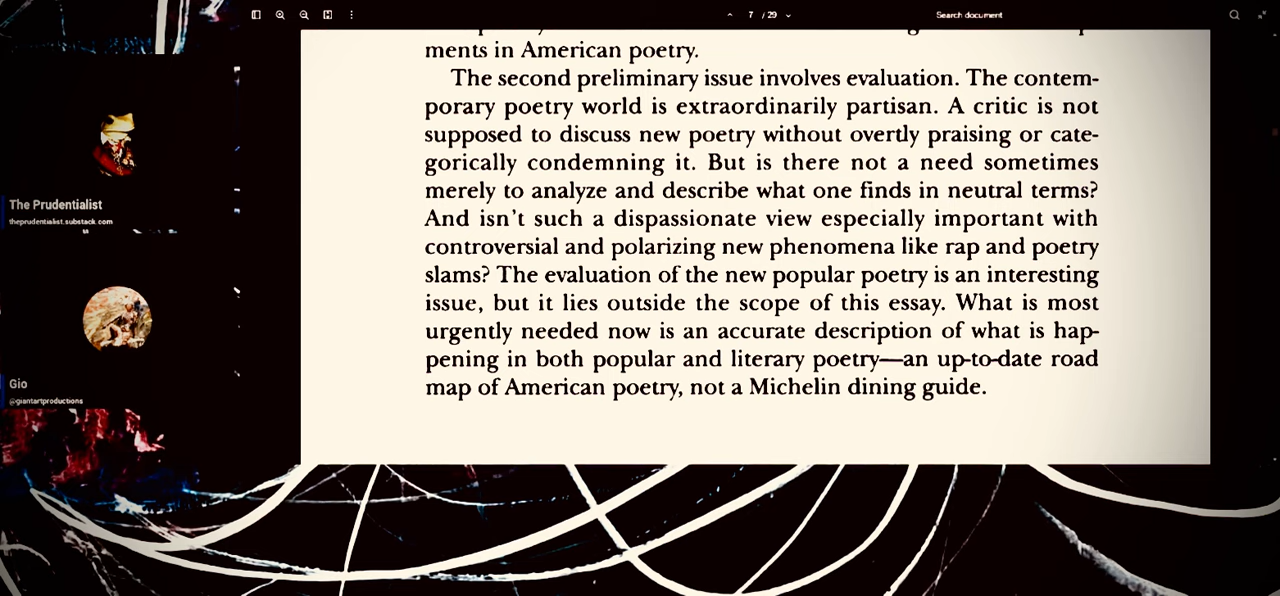 7 / 29
Search document
ments in American poetry.
The second preliminary issue involves evaluation. The contem-
porary poetry world is extraordinarily partisan. A critic is not
supposed to discuss new poetry without overtly praising or cate-
gorically condemning it. But is there not a need sometimes
merely to analyze and describe what one finds in neutral terms?
And isn't such a dispassionate view especially important with
controversial and polarizing new phenomena like rap and poetry
slams? The evaluation of the new popular poetry is an interesting
issue, but it lies outside the scope of this essay. What is most
urgently needed now is an accurate description of what is hap-
pening in both popular and literary poetry—an up-to-date road
map of American poetry, not a Michelin dining guide.
The Prudentialist
theprudentialist.substack.com
Gio
@giantartproductions